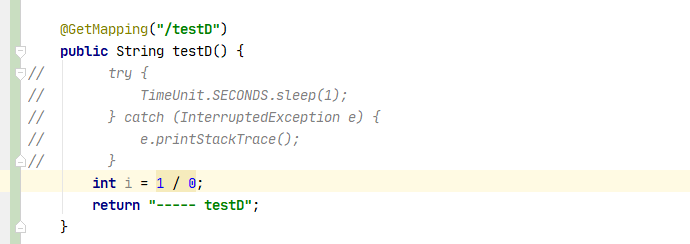 @GetMapping("/testD")
public String testD() {
//        try {
//            TimeUnit.SECONDS.sleep(1);
//        } catch (InterruptedException e) {
//            e.printStackTrace();
//        }
int i = 1 / 0;
return "----- testD";
}